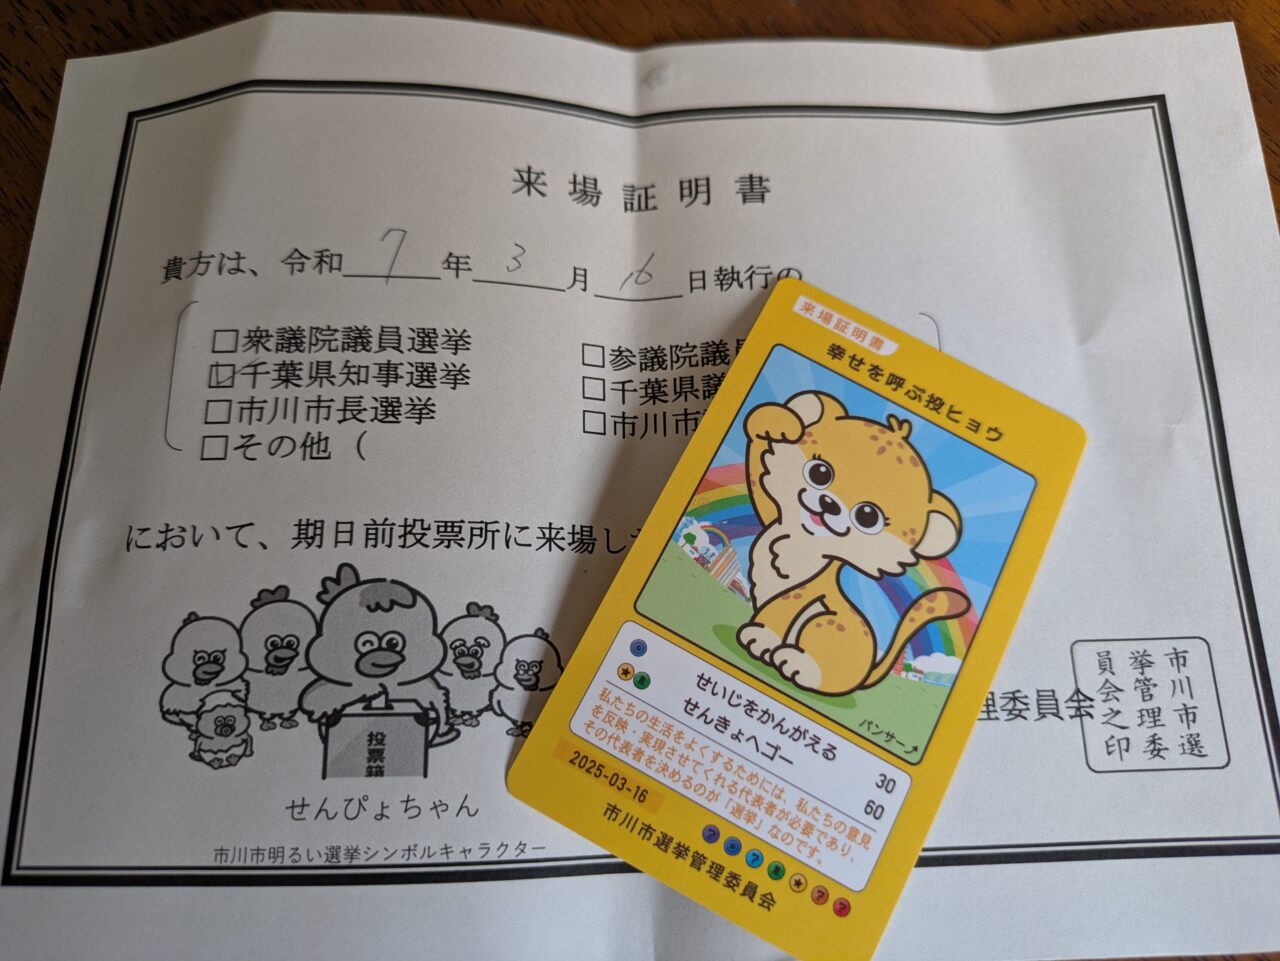 来場証明書
貴方は、令和7年3月16日執行の
□衆議院議員選挙
□参議院議員
☑千葉県知事選挙
□千葉県議
□市川市長選挙
□市川市
□その他（
において、期日前投票所に来場し
投票箱
せんぴょちゃん
市川市明るい選挙シンボルキャラクター
理委員会
市川市選
挙管理委
員会之印
来場証明書
幸せを呼ぶ投ヒョウ
パンサー
せいじをかんがえる 30
せんきょへゴー 60
私たちの生活をよくするためには、私たちの意見
を反映・実現させてくれる代表者が必要であり、
その代表者を決めるのが「選挙」なのです。
2025-03-16
市川市選挙管理委員会